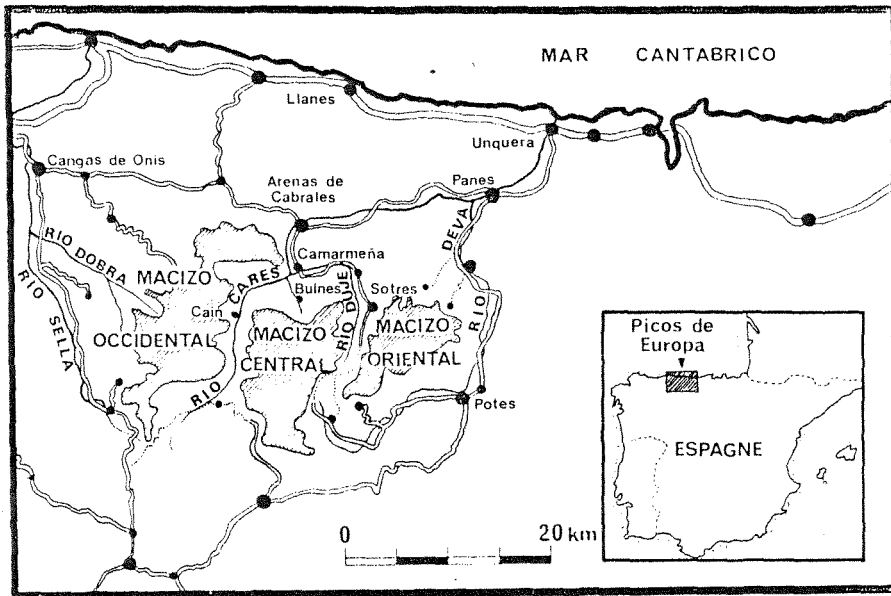 MAR CANTABRICO
Llanes
Unquera
Cangas de Onis
Arenas de
Cabrales
Panes
DEVA
RIO DOBRA
MACIZO
Camarmeña
CARES
RIO DUJE
Bulnes
Sotres
RIO
Caín
RIO SELLA
OCCIDENTAL
MACIZO
CENTRAL
MACIZO
ORIENTAL
RIO
Potes
Picos de
Europa
ESPAGNE
0 20 km